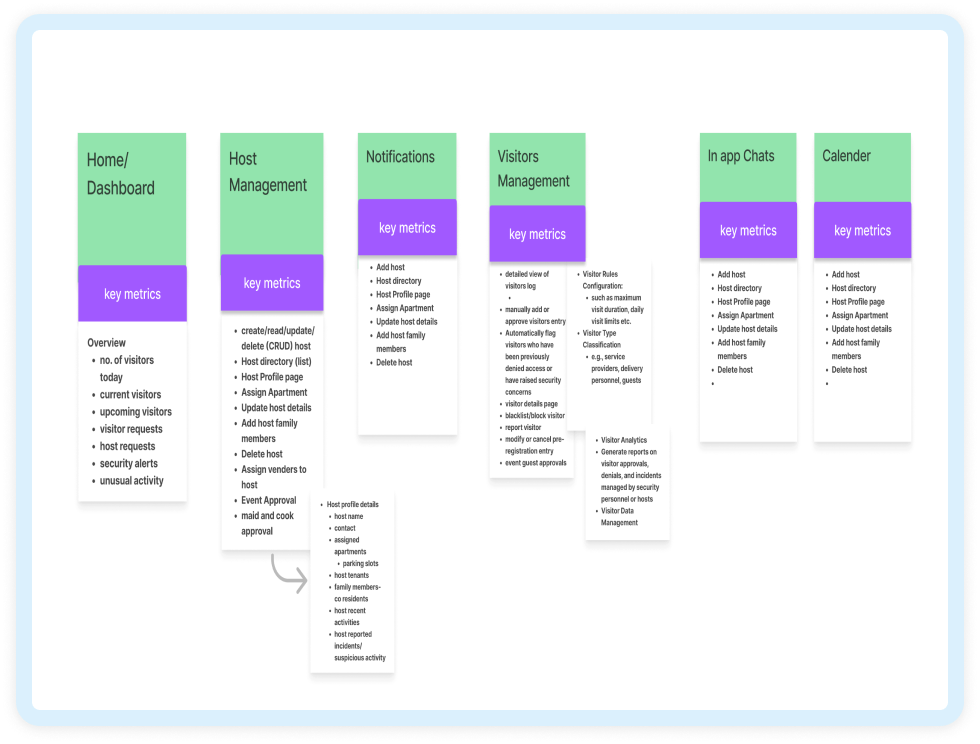 Home/
Dashboard
key metrics
Overview
• no. of visitors
today
• current visitors
• upcoming visitors
• visitor requests
• host requests
• security alerts
• unusual activity
Host
Management
key metrics
• create/read/update/
delete (CRUD) host
• Host directory (list)
• Host Profile page
• Assign Apartment
• Update host details
• Add host family
members
• Delete host
• Assign venders to
host
• Event Approval
• maid and cook
approval
• Host profile details
• host name
• contact
• assigned
apartments
• parking slots
• host tenants
• family members-
co residents
• host recent
activities
• host reported
incidents/
suspicious activity
Notifications
key metrics
• Add host
• Host directory
• Host Profile page
• Assign Apartment
• Update host details
• Add host family
members
• Delete host
Visitors
Management
key metrics
• detailed view of
visitors log
•
• manually add or
approve visitors entry
• Automatically flag
visitors who have
been previously
denied access or
have raised security
concerns
• visitor details page
• blacklist/block visitor
• report visitor
• modify or cancel pre-
registration entry
• event guest approvals
• Visitor Rules
Configuration:
• such as maximum
visit duration, daily
visit limits etc.
• Visitor Type
Classification
• e.g., service
providers, delivery
personnel, guests
• Visitor Analytics
• Generate reports on
visitor approvals,
denials, and incidents
managed by security
personnel or hosts
• Visitor Data
Management
In app Chats
key metrics
• Add host
• Host directory
• Host Profile page
• Assign Apartment
• Update host details
• Add host family
members
• Delete host
•
Calender
key metrics
• Add host
• Host directory
• Host Profile page
• Assign Apartment
• Update host details
• Add host family
members
• Delete host
•